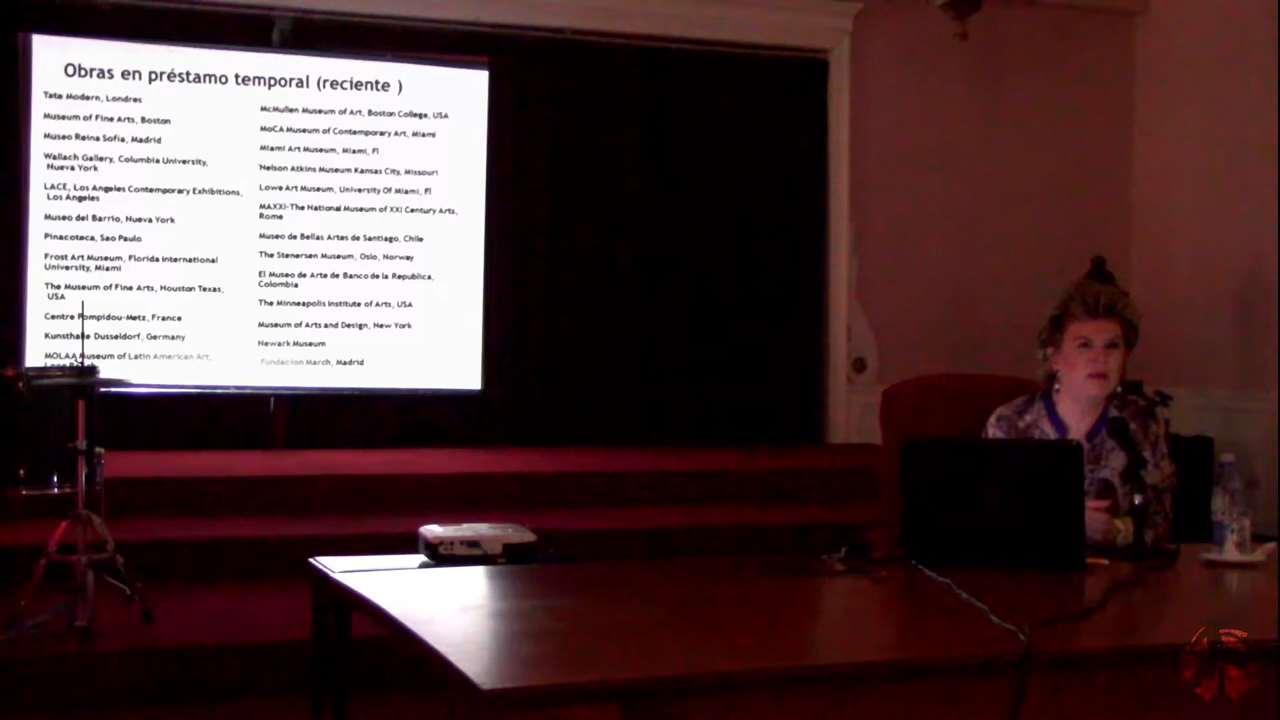 Obras en préstamo temporal (reciente )
Tate Modern, Londres
Museum of Fine Arts, Boston
Museo Reina Sofia, Madrid
Wallach Gallery, Columbia University,
Nueva York
LACE, Los Angeles Contemporary Exhibitions,
Los Angeles
Museo del Barrio, Nueva York
Pinacoteca, Sao Paulo
Frost Art Museum, Florida International
University, Miami
The Museum of Fine Arts, Houston Texas,
USA
Centre Pompidou-Metz, France
Kunsthalle Dusseldorf, Germany
MOLAA Museum of Latin American Art,
McMullen Museum of Art, Boston College, USA
MoCA Museum of Contemporary Art, Miami
Miami Art Museum, Miami, Fl
Nelson Atkins Museum Kansas City, Missouri
Lowe Art Museum, University Of Miami, Fl
MAXXI-The National Museum of XXI Century Arts,
Rome
Museo de Bellas Artes de Santiago, Chile
The Stenersen Museum, Oslo, Norway
El Museo de Arte de Banco de la Republica,
Colombia
The Minneapolis Institute of Arts, USA
Museum of Arts and Design, New York
Newark Museum
Fundacion March, Madrid